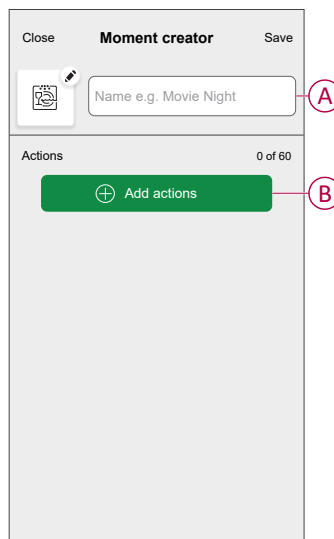 Close Moment creator Save
Name e.g. Movie Night A
Actions 0 of 60
Add actions B